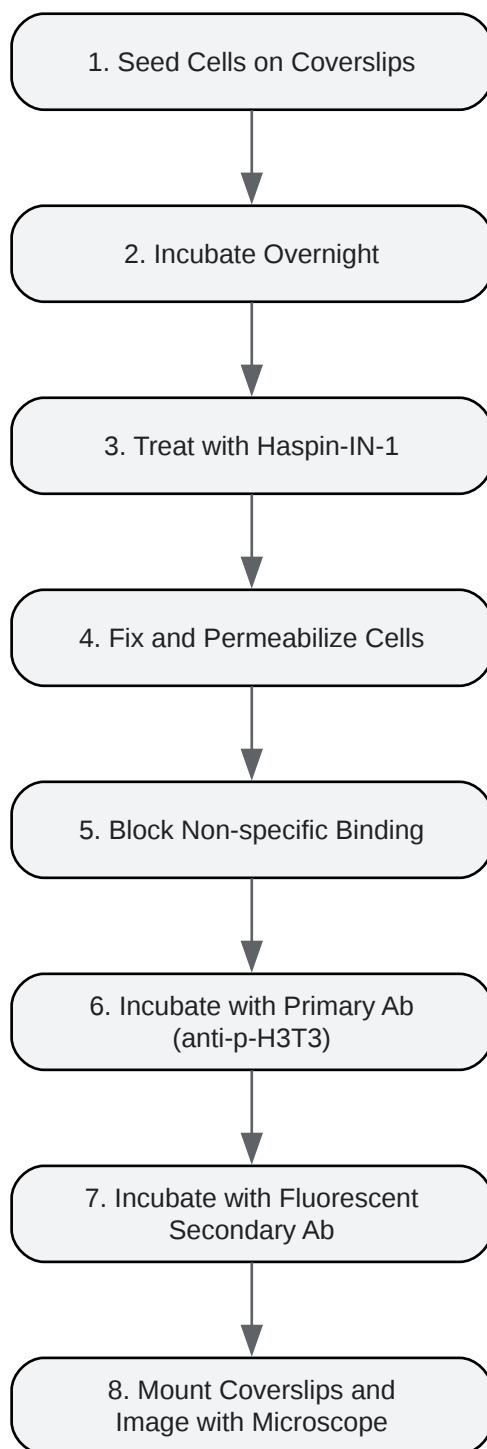 1. Seed Cells on Coverslips
2. Incubate Overnight
3. Treat with Haspin-IN-1
4. Fix and Permeabilize Cells
5. Block Non-specific Binding
6. Incubate with Primary Ab
(anti-p-H3T3)
7. Incubate with Fluorescent
Secondary Ab
8. Mount Coverslips and
Image with Microscope